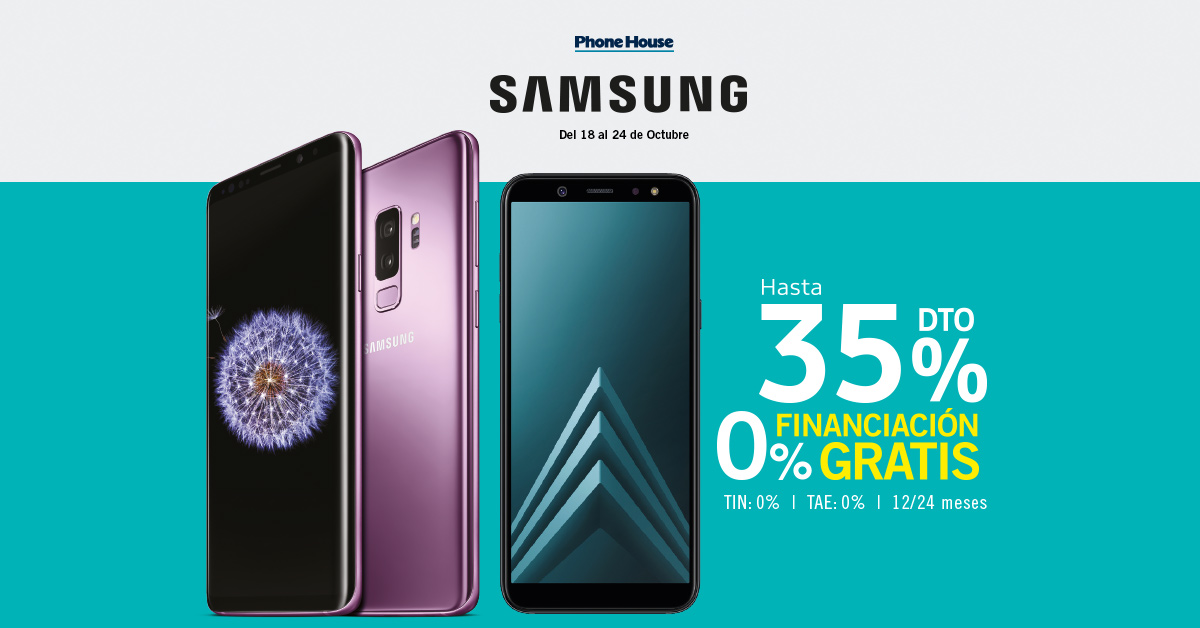 Phone House
SAMSUNG
Del 18 al 24 de Octubre
SAMSUNG
Hasta
35% DTO
0% FINANCIACIÓN
GRATIS
TIN: 0% | TAE: 0% | 12/24 meses